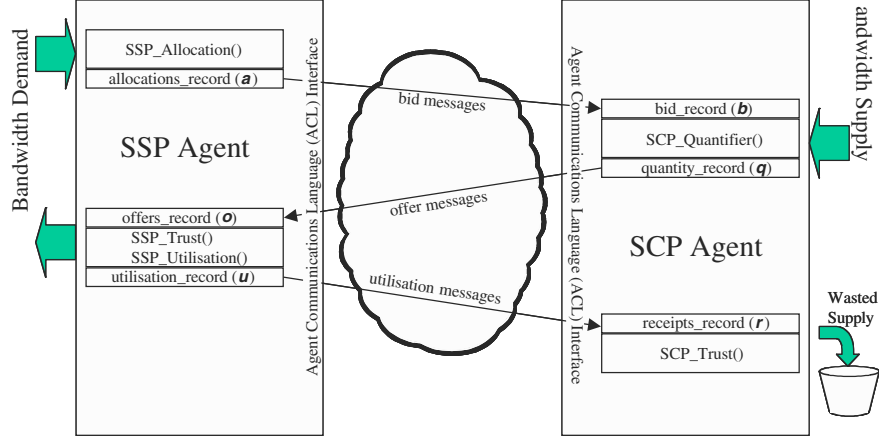 Bandwidth Demand
SSP_Allocation()
allocations_record (a)
SSP Agent
offers_record (o)
SSP_Trust()
SSP_Utilisation()
utilisation_record (u)
Agent Communications Language (ACL) Interface
bid messages
offer messages
utilisation messages
Agent Communications Language (ACL) Interface
bid_record (b)
SCP_Quantifier()
quantity_record (q)
SCP Agent
receipts_record (r)
SCP_Trust()
andwidth Supply
Wasted
Supply